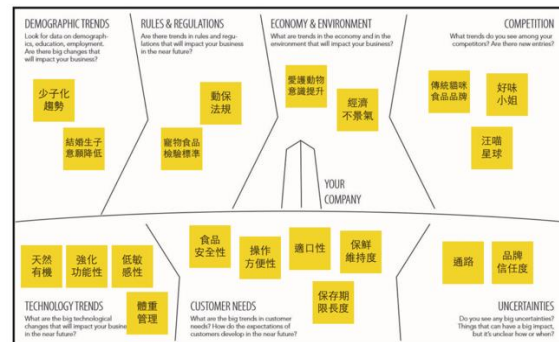 DEMOGRAPHIC TRENDS
Look for data on demograph-
ics, education, employment.
Are there big changes that
will impact your business?
少子化
趨勢
結婚生子
意願降低
RULES & REGULATIONS
Are there trends in rules and regu-
lations that will impact your business
in the near future?
動保
法規
寵物食品
檢驗標準
ECONOMY & ENVIRONMENT
What are trends in the economy and in the
environment that will impact your business?
愛護動物
意識提升
經濟
不景氣
COMPETITION
What trends do you see among your
competitors? Are there new entries?
傳統貓咪
食品品牌
好味
小姐
汪喵
星球
YOUR
COMPANY
天然
有機
強化
功能性
低敏
感性
體重
管理
TECHNOLOGY TRENDS
What are the big technological
changes that will impact your business
in the near future?
食品
安全性
操作
方便性
適口性
保鮮
維持度
保存期
限長度
CUSTOMER NEEDS
What are the big trends in customer
needs? How do the expectations of
customers develop in the near future?
通路
品牌
信任度
UNCERTAINTIES
Do you see any big uncertainties?
Things that can have a big impact,
but it's unclear how or when?